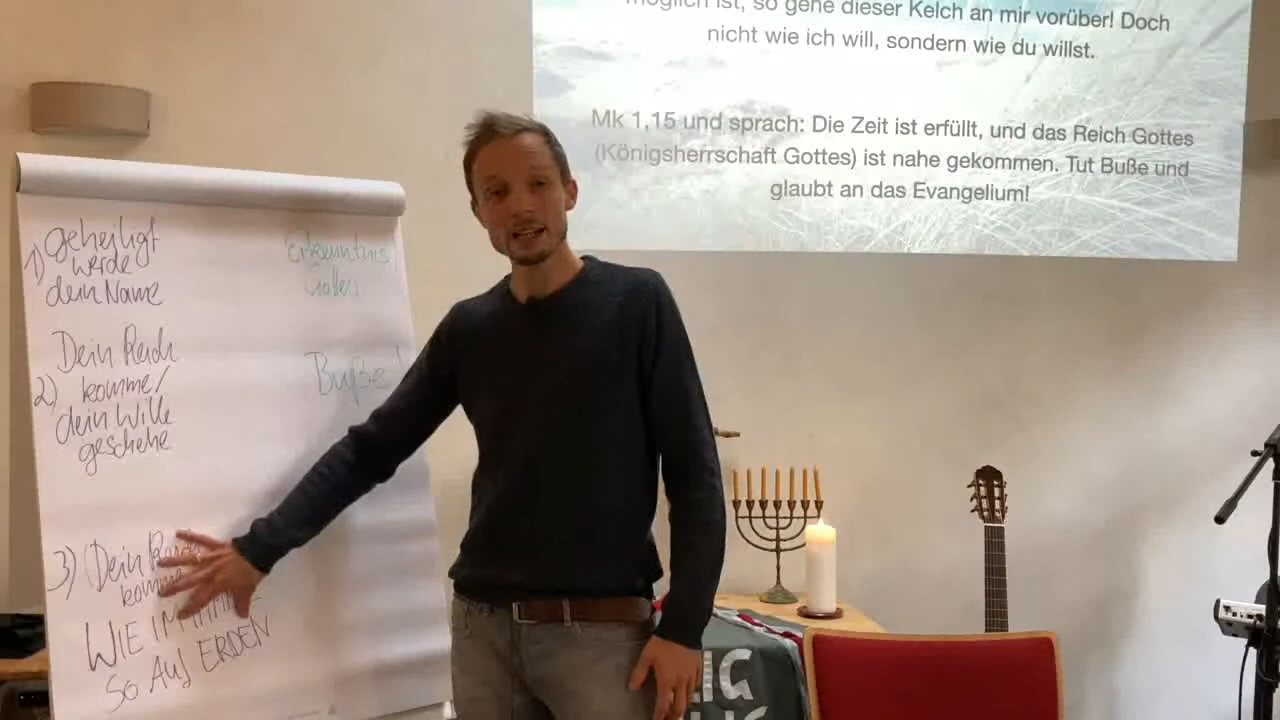 möglich ist, so gehe dieser Kelch an mir vorüber! Doch
nicht wie ich will, sondern wie du willst.
Mk 1,15 und sprach: Die Zeit ist erfüllt, und das Reich Gottes
(Königsherrschaft Gottes) ist nahe gekommen. Tut Buße und
glaubt an das Evangelium!
1) geheiligt
werde
dein Name
Erkenntnis
Gottes
Dein Reich
2) komme/
dein Wille
geschehe
Buße!
3) (Dein Reich
komme
WIE IM
SO AUF ERDEN